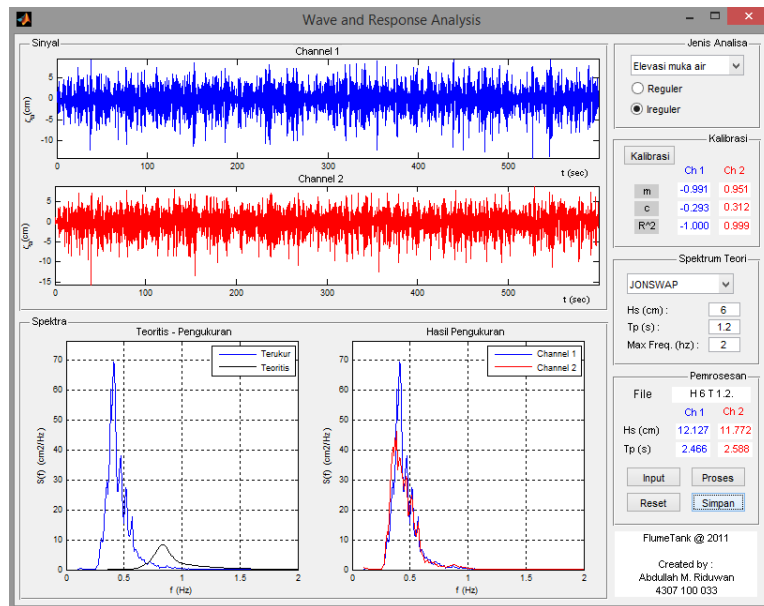 Wave and Response Analysis
Sinyal
Channel 1
ζa(cm)
5
0
-5
-10
0 100 200 300 400 500
t (sec)
Channel 2
ζa(cm)
5
0
-5
-10
-15
0 100 200 300 400 500
t (sec)
Spektra
Teoritis - Pengukuran
Terukur
Teoritis
S(f) (cm2/Hz)
70
60
50
40
30
20
10
0
0 0.5 1 1.5 2
f (Hz)
Hasil Pengukuran
Channel 1
Channel 2
S(f) (cm2/Hz)
70
60
50
40
30
20
10
0
0 0.5 1 1.5 2
f (Hz)
Jenis Analisa
Elevasi muka air
Reguler
Ireguler
Kalibrasi
Kalibrasi
Ch 1 Ch 2
m -0.991 0.951
c -0.293 0.312
R^2 -1.000 0.999
Spektrum Teori
JONSWAP
Hs (cm) : 6
Tp (s) : 1.2
Max Freq. (hz) : 2
Pemrosesan
File H 6 T 1.2.
Ch 1 Ch 2
Hs (cm) 12.127 11.772
Tp (s) 2.466 2.588
Input Proses
Reset Simpan
FlumeTank @ 2011
Created by :
Abdullah M. Riduwan
4307 100 033